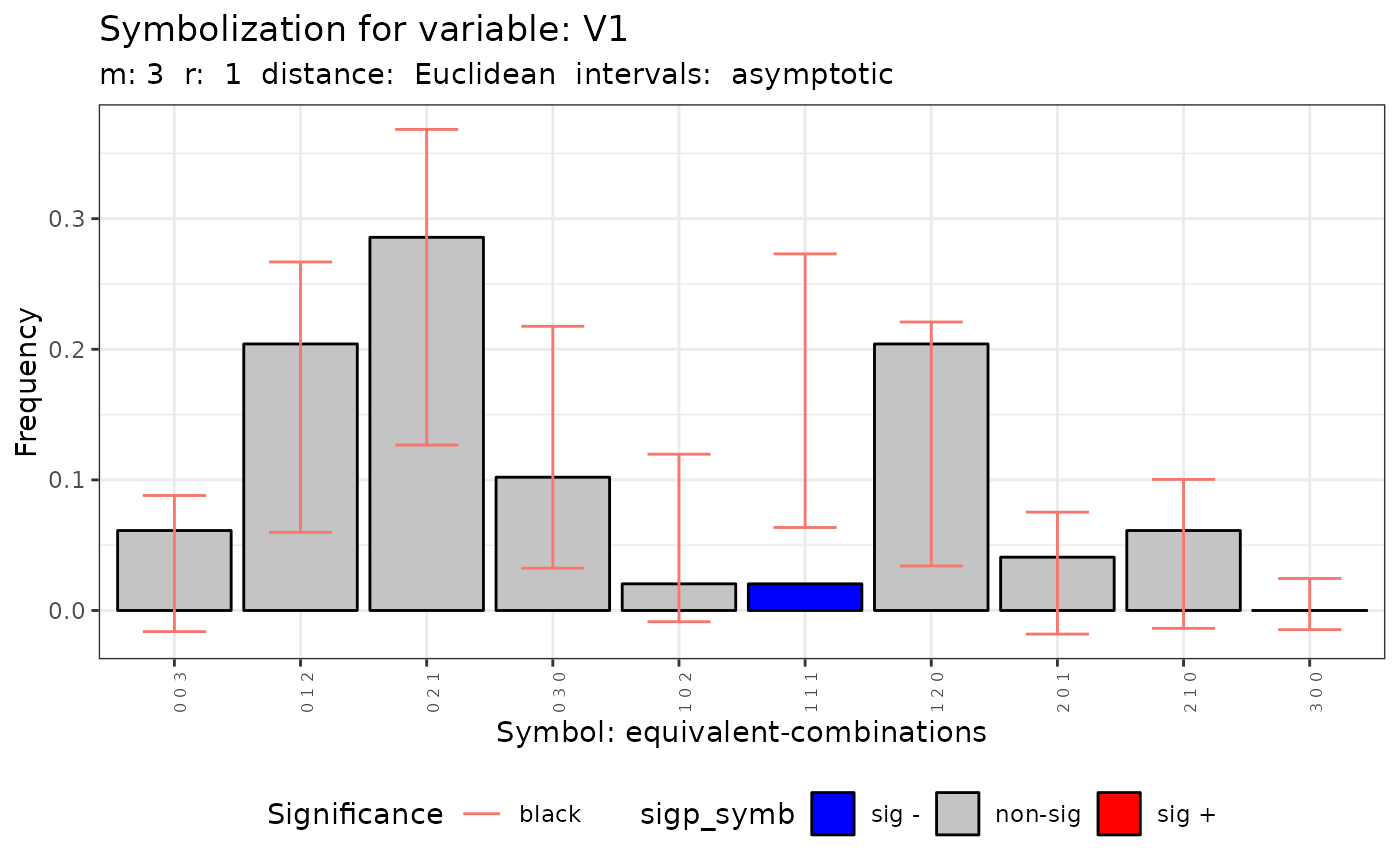 Symbolization for variable: V1
m: 3 r: 1 distance: Euclidean intervals: asymptotic
Frequency
0.3
0.2
0.1
0.0
0 0 3
0 1 2
0 2 1
0 3 0
1 0 2
1 1 1
1 2 0
2 0 1
2 1 0
3 0 0
Symbol: equivalent-combinations
Significance black sigp_symb sig - non-sig sig +